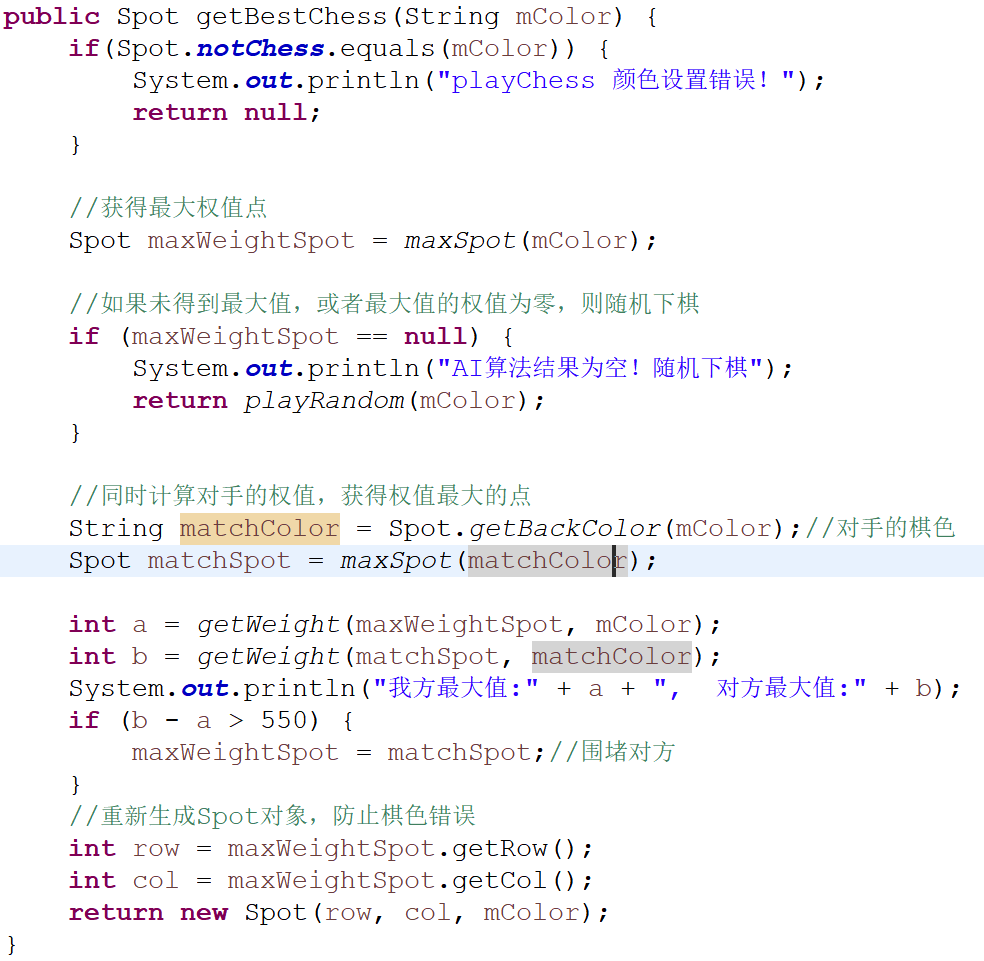 public Spot getBestChess(String mColor) {
    if(Spot.notChess.equals(mColor)) {
        System.out.println("playChess 颜色设置错误！");
        return null;
    }

    //获得最大权值点
    Spot maxWeightSpot = maxSpot(mColor);

    //如果未得到最大值，或者最大值的权值为零，则随机下棋
    if (maxWeightSpot == null) {
        System.out.println("AI算法结果为空！随机下棋");
        return playRandom(mColor);
    }

    //同时计算对手的权值，获得权值最大的点
    String matchColor = Spot.getBackColor(mColor);//对手的棋色
    Spot matchSpot = maxSpot(matchColor);

    int a = getWeight(maxWeightSpot, mColor);
    int b = getWeight(matchSpot, matchColor);
    System.out.println("我方最大值:" + a + ",  对方最大值:" + b);
    if (b - a > 550) {
        maxWeightSpot = matchSpot;//围堵对方
    }
    //重新生成Spot对象，防止棋色错误
    int row = maxWeightSpot.getRow();
    int col = maxWeightSpot.getCol();
    return new Spot(row, col, mColor);
}